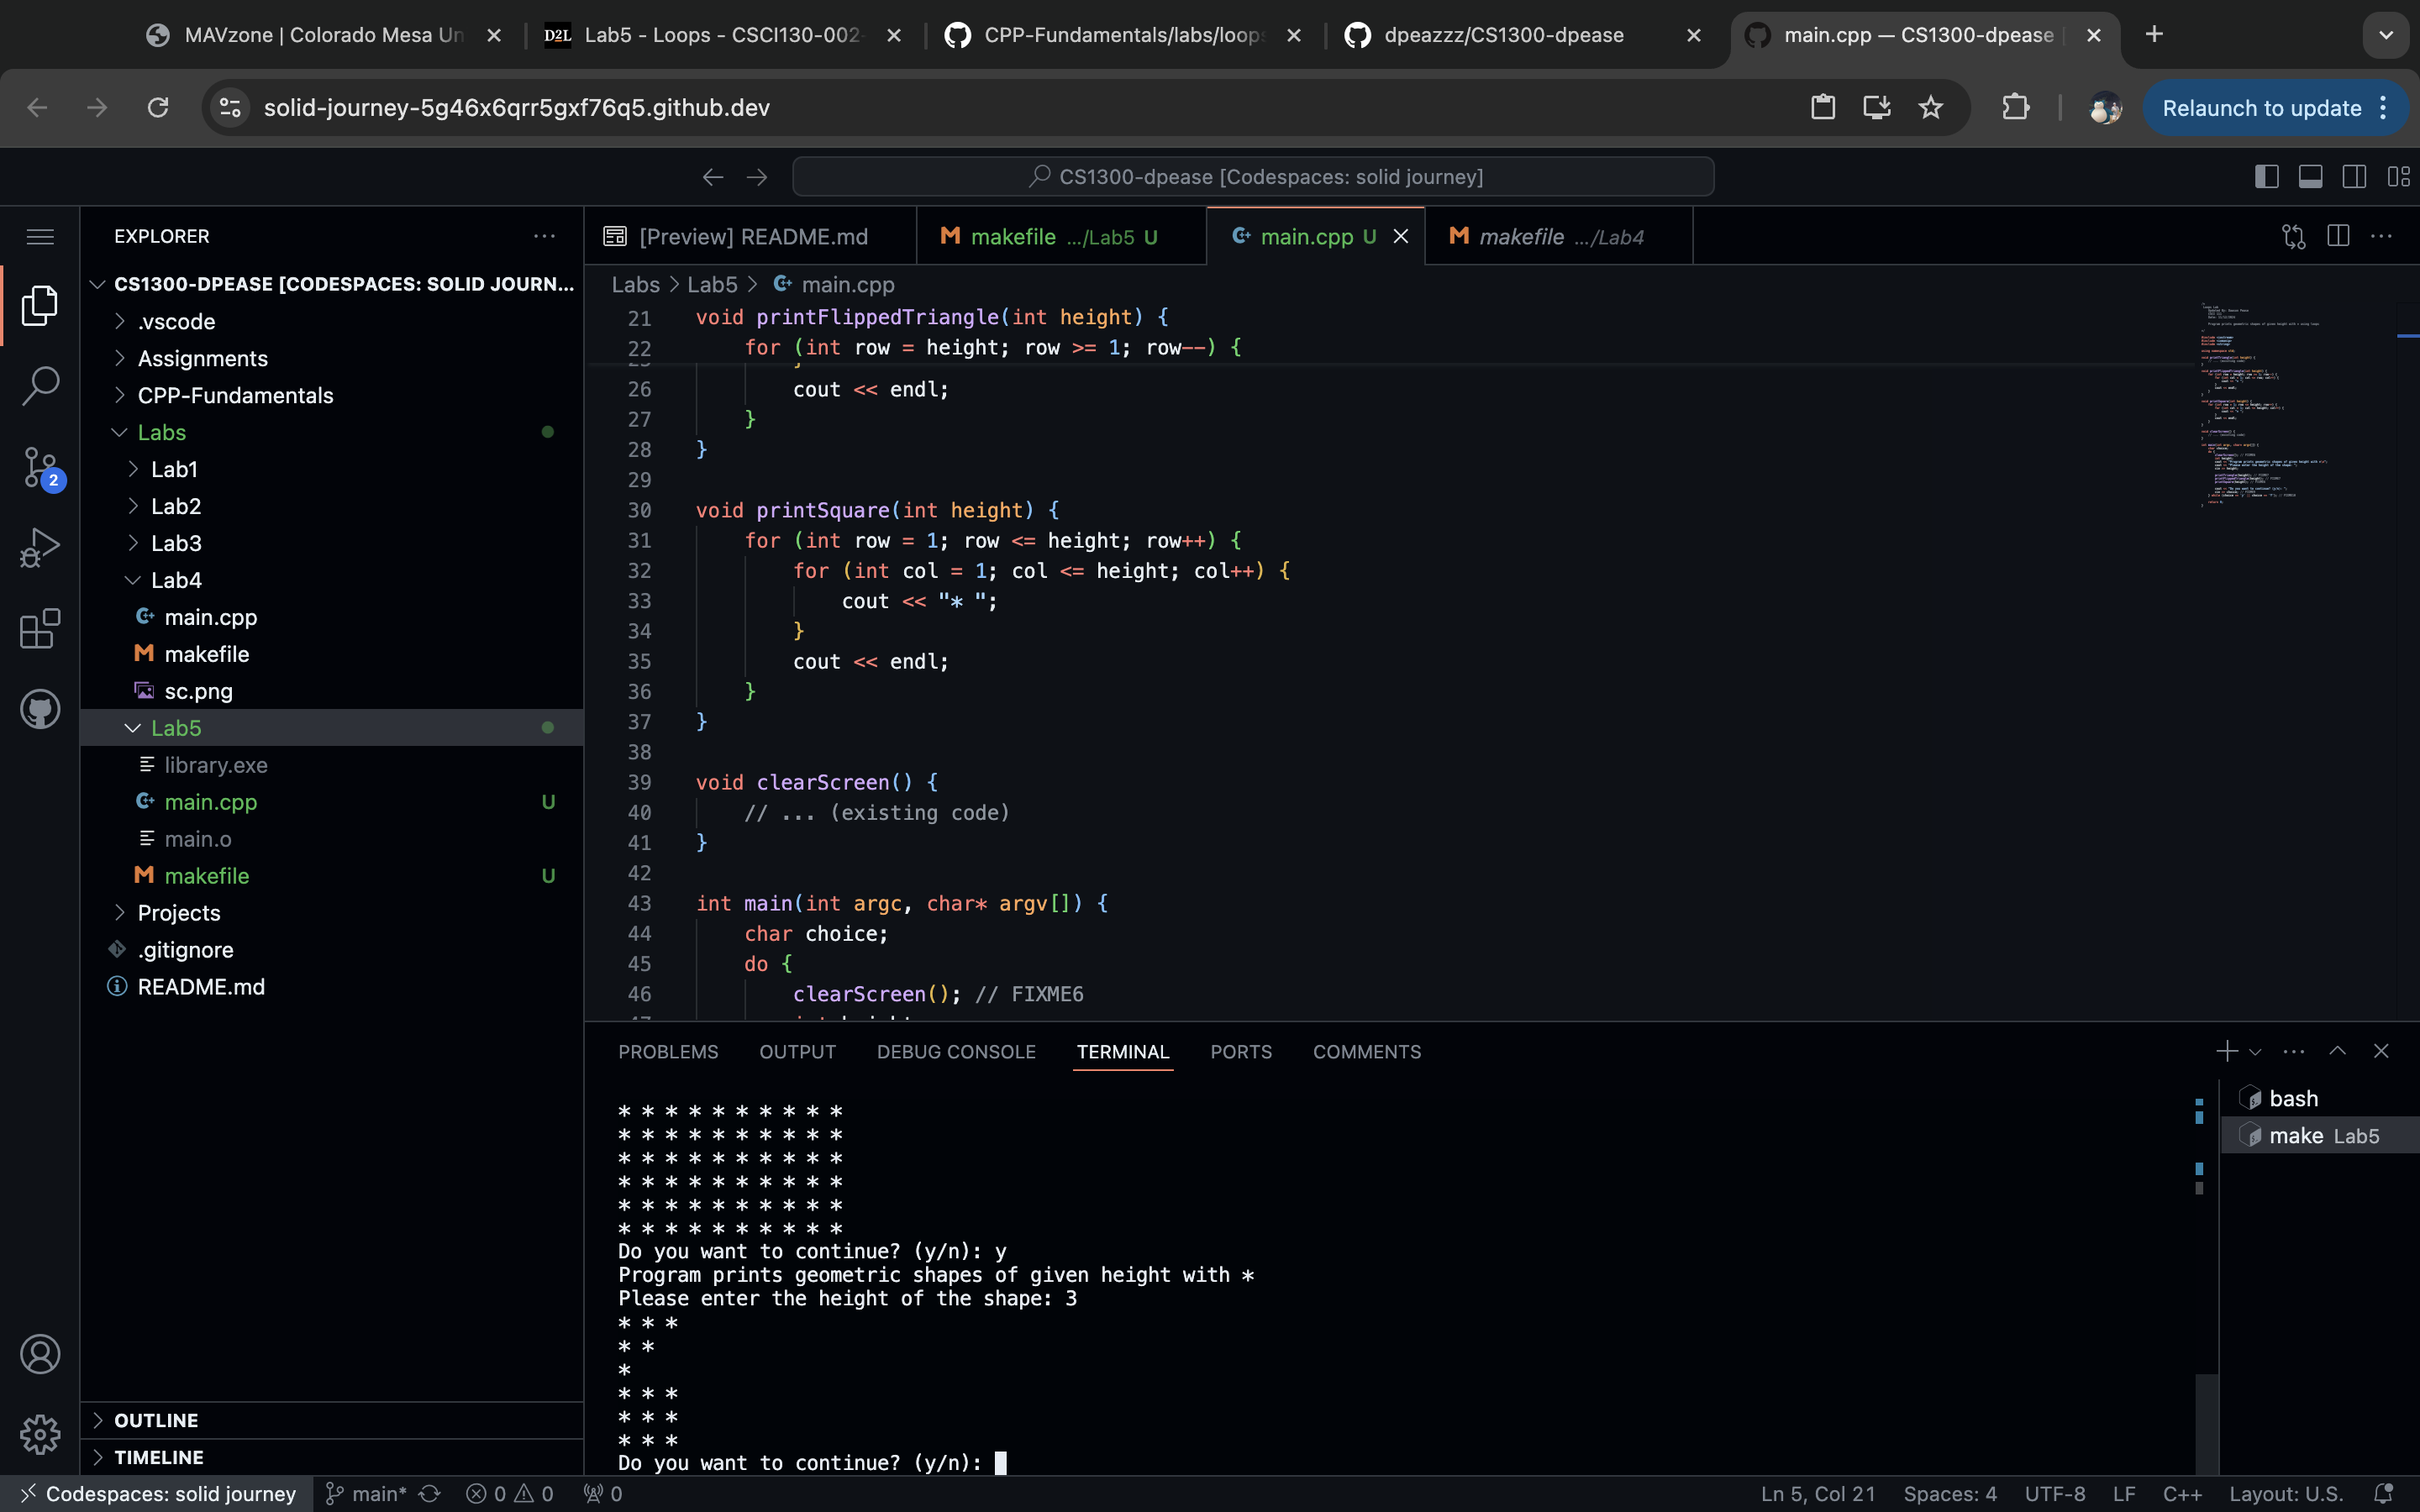 MAVzone | Colorado Mesa Un
D2L Lab5 - Loops - CSCI130-002-
CPP-Fundamentals/labs/loops
dpeazzz/CS1300-dpease
main.cpp — CS1300-dpease
solid-journey-5g46x6qrr5gxf76q5.github.dev
Relaunch to update
CS1300-dpease [Codespaces: solid journey]
EXPLORER
CS1300-DPEASE [CODESPACES: SOLID JOURN...
.vscode
Assignments
CPP-Fundamentals
Labs
Lab1
2
Lab2
Lab3
Lab4
main.cpp
M makefile
sc.png
Lab5
library.exe
main.cpp U
main.o
M makefile U
Projects
.gitignore
README.md
OUTLINE
TIMELINE
[Preview] README.md
M makefile .../Lab5 U
main.cpp U
M makefile .../Lab4
Labs > Lab5 > main.cpp
21 void printFlippedTriangle(int height) {
22 for (int row = height; row >= 1; row--) {
26 cout << endl;
27 }
28 }
29
30 void printSquare(int height) {
31 for (int row = 1; row <= height; row++) {
32 for (int col = 1; col <= height; col++) {
33 cout << "* ";
34 }
35 cout << endl;
36 }
37 }
38
39 void clearScreen() {
40 // ... (existing code)
41 }
42
43 int main(int argc, char* argv[]) {
44 char choice;
45 do {
46 clearScreen(); // FIXME6
PROBLEMS OUTPUT DEBUG CONSOLE TERMINAL PORTS COMMENTS
* * * * * * * * * *
* * * * * * * * * *
* * * * * * * * * *
* * * * * * * * * *
* * * * * * * * * *
* * * * * * * * * *
Do you want to continue? (y/n): y
Program prints geometric shapes of given height with *
Please enter the height of the shape: 3
* * *
* *
*
* * *
* * *
* * *
Do you want to continue? (y/n):
bash
make Lab5
Codespaces: solid journey main* 0 0 0 Ln 5, Col 21 Spaces: 4 UTF-8 LF C++ Layout: U.S.